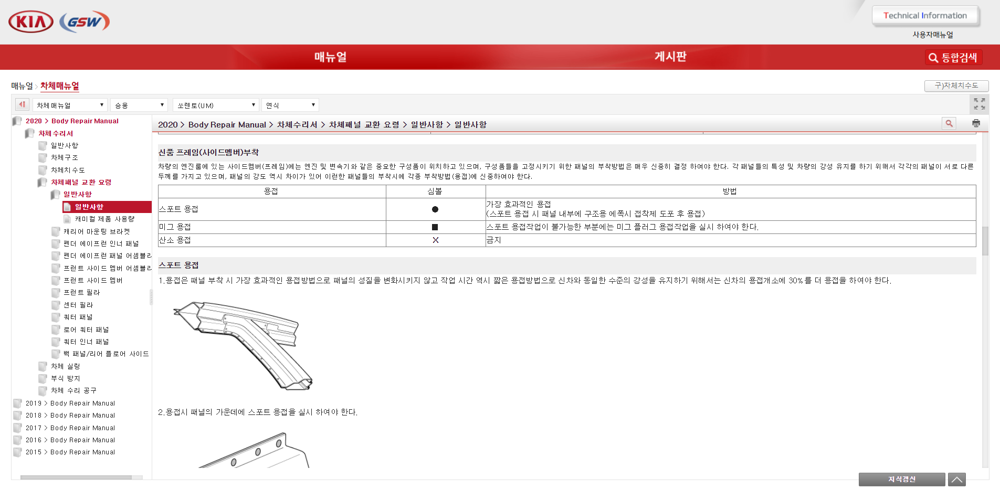 KIA GSW
Technical Information
사용자매뉴얼
매뉴얼 게시판 통합검색
매뉴얼 > 차체매뉴얼 구)차체치수도
차체매뉴얼 승용 쏘렌토(UM) 연식
2020 > Body Repair Manual
차체수리서
일반사항
차체구조
차체치수도
차체패널 교환 요령
일반사항
일반사항
캐미컬 제품 사용량
캐리어 마운팅 브라켓
펜더 에이프런 인너 패널
펜더 에이프런 패널 어셈블리
프런트 사이드 멤버 어셈블리
프런트 사이드 멤버
프런트 필라
센터 필라
쿼터 패널
로어 쿼터 패널
쿼터 인너 패널
백 패널/리어 플로어 사이드
차체 실링
부식 방지
차체 수리 공구
2019 > Body Repair Manual
2018 > Body Repair Manual
2017 > Body Repair Manual
2016 > Body Repair Manual
2015 > Body Repair Manual
2020 > Body Repair Manual > 차체수리서 > 차체패널 교환 요령 > 일반사항 > 일반사항
신품 프레임(사이드멤버)부착
차량의 엔진룸에 있는 사이드멤버(프레임)에는 엔진 및 변속기와 같은 중요한 구성품이 위치하고 있으며, 구성품들을 고정시키기 위한 패널의 부착방법은 매우 신중히 결정 하여야 한다. 각 패널들의 특성 및 차량의 강성 유지를 하기 위해서 각각의 패널이 서로 다른
두께를 가지고 있으며, 패널의 강도 역시 차이가 있어 이런한 패널들의 부착시에 각종 부착방법(용접)에 신중하여야 한다.
용접 심볼 방법
스포트 용접 ● 가장 효과적인 용접
(스포트 용접 시 패널 내부에 구조용 에폭시 접착제 도포 후 용접)
미그 용접 ■ 스포트 용접작업이 불가능한 부분에는 미그 플러그 용접작업을 실시 하여야 한다.
산소 용접 X 금지
스포트 용접
1.용접은 패널 부착 시 가장 효과적인 용접방법으로 패널의 성질을 변화시키지 않고 작업 시간 역시 짧은 용접방법으로 신차와 동일한 수준의 강성을 유지하기 위해서는 신차의 용접개소에 30%를 더 용접을 하여야 한다.
2.용접시 패널의 가운데에 스포트 용접을 실시 하여야 한다.
지식갱신